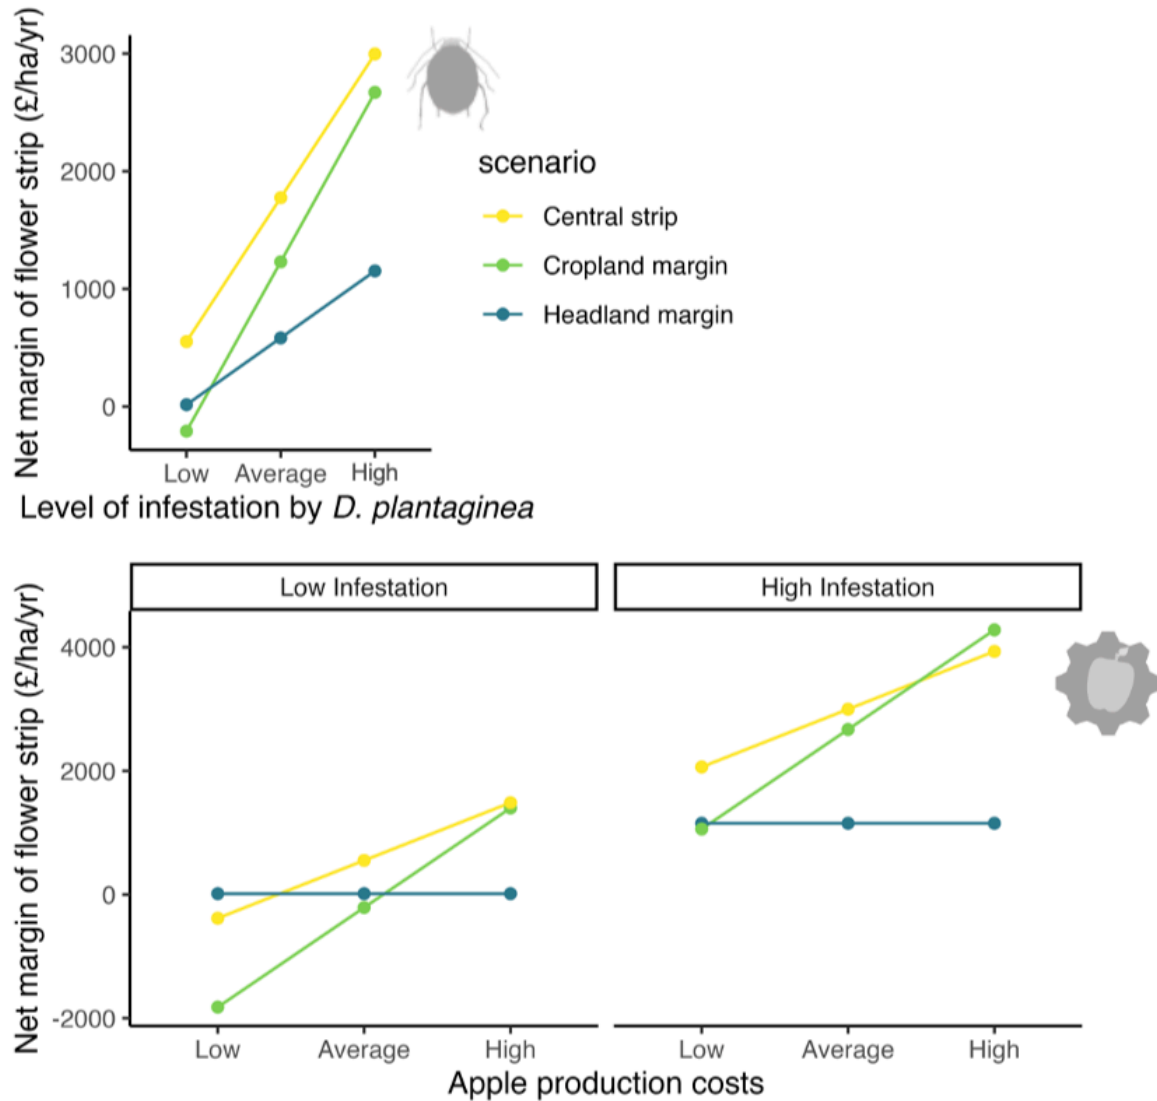 Net margin of flower strip (£/ha/yr)
3000
2000
1000
0
Low Average High
Level of infestation by D. plantaginea
scenario
Central strip
Cropland margin
Headland margin
Low Infestation High Infestation
Net margin of flower strip (£/ha/yr)
4000
2000
0
-2000
Low Average High Low Average High
Apple production costs